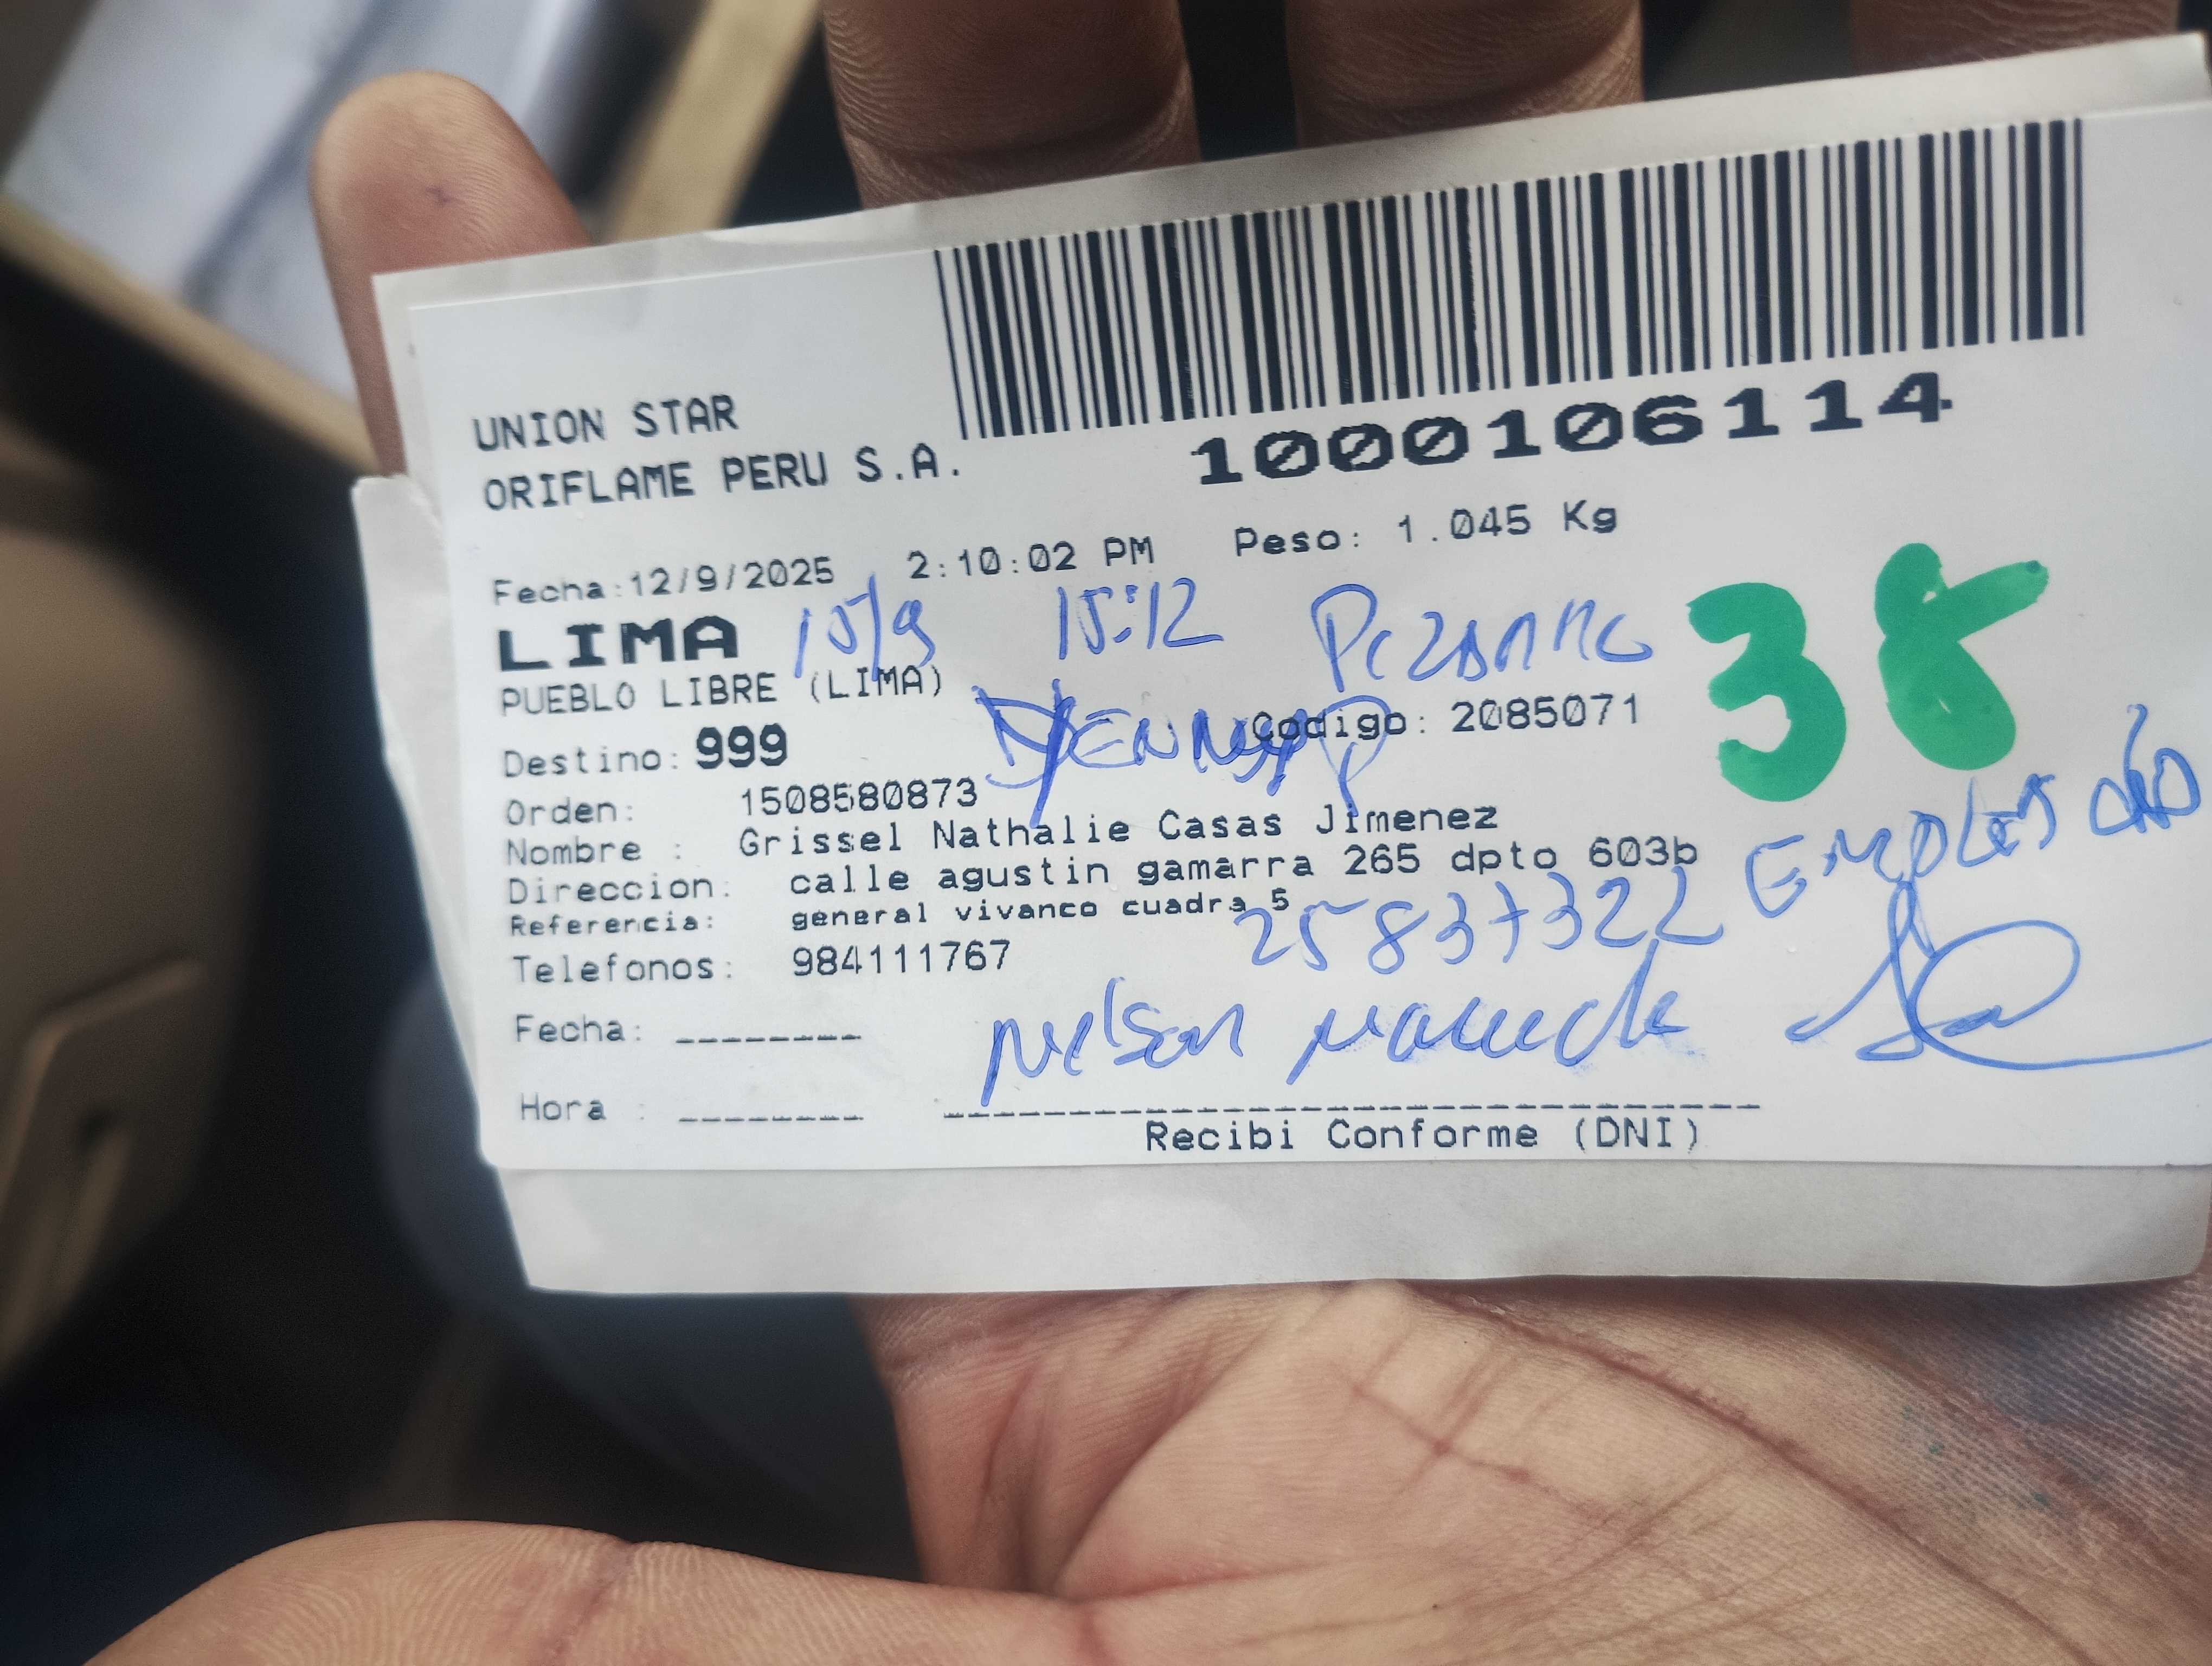 UNION STAR
ORIFLAME PERU S.A.
1000106114
Fecha:12/9/2025 2:10:02 PM Peso: 1.045 Kg
LIMA 15/9 15:12
38
PUEBLO LIBRE (LIMA)
Destino: 999 Codigo: 2085071
Orden: 1508580873
Nombre : Grissel Nathalie Casas Jimenez
Direccion: calle agustin gamarra 265 dpto 603b
Referencia: general vivanco cuadra 5
25837322
Telefonos: 984111767
Fecha:
Nelson
Hora :
Recibi Conforme (DNI)